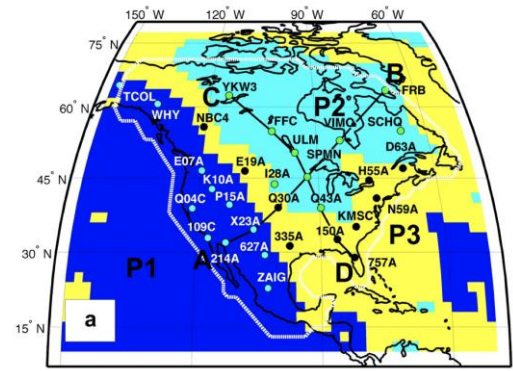 150° W 120° W 90° W 60° W
75° N
60° N
45° N
30° N
15° N
TCOL
WHY
NBC4
C
YKW3
B
FRB
P2
FFC
VIMO
SCHQ
ULM
SPMN
D63A
E07A
E19A
I28A
H55A
K10A
Q04C
P15A
Q30A
Q43A
N59A
KMSC
X23A
109C
150A
P3
335A
A
214A
627A
D
757A
P1
ZAIG
a